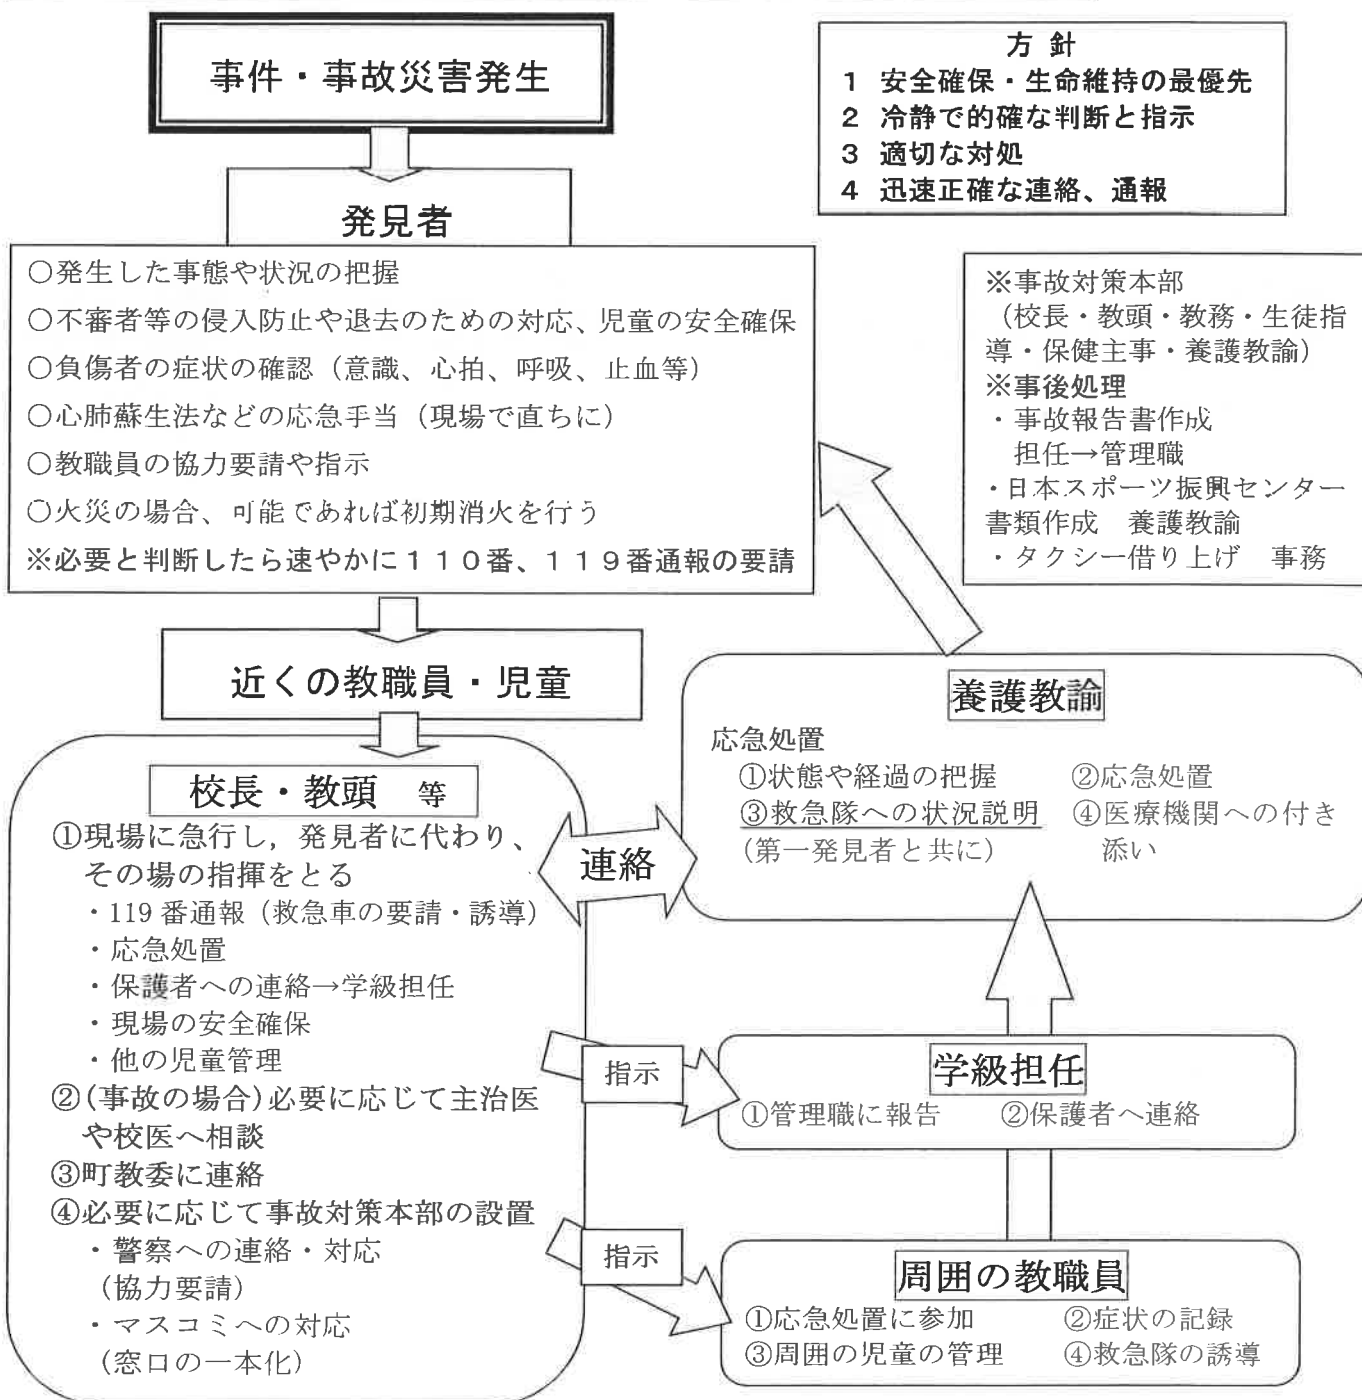 事件・事故災害発生
方 針
1 安全確保・生命維持の最優先
2 冷静で的確な判断と指示
3 適切な対処
4 迅速正確な連絡、通報
発見者
○発生した事態や状況の把握
○不審者等の侵入防止や退去のための対応、児童の安全確保
○負傷者の症状の確認（意識、心拍、呼吸、止血等）
○心肺蘇生法などの応急手当（現場で直ちに）
○教職員の協力要請や指示
○火災の場合、可能であれば初期消火を行う
※必要と判断したら速やかに１１０番、１１９番通報の要請
※事故対策本部
（校長・教頭・教務・生徒指
導・保健主事・養護教諭）
※事後処理
・事故報告書作成
担任→管理職
・日本スポーツ振興センター
書類作成　養護教諭
・タクシー借り上げ　事務
近くの教職員・児童
校長・教頭　等
①現場に急行し，発見者に代わり、
その場の指揮をとる
・119番通報（救急車の要請・誘導）
・応急処置
・保護者への連絡→学級担任
・現場の安全確保
・他の児童管理
②(事故の場合)必要に応じて主治医
や校医へ相談
③町教委に連絡
④必要に応じて事故対策本部の設置
・警察への連絡・対応
（協力要請）
・マスコミへの対応
（窓口の一本化）
連絡
養護教諭
応急処置
①状態や経過の把握　②応急処置
③救急隊への状況説明　④医療機関への付き
（第一発見者と共に）　添い
指示
学級担任
①管理職に報告　②保護者へ連絡
指示
周囲の教職員
①応急処置に参加　②症状の記録
③周囲の児童の管理　④救急隊の誘導